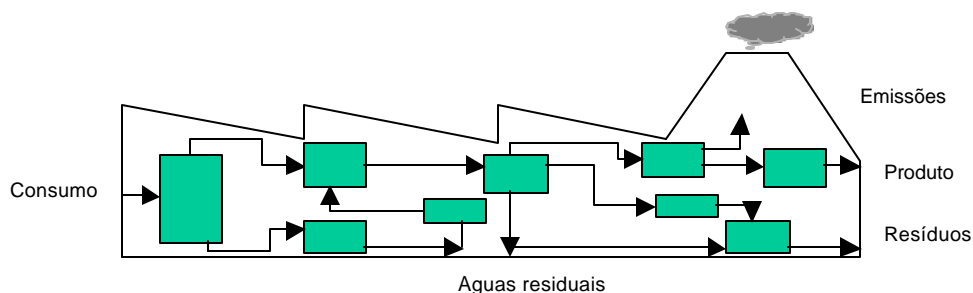 Emissões
Consumo
Produto
Resíduos
Aguas residuais